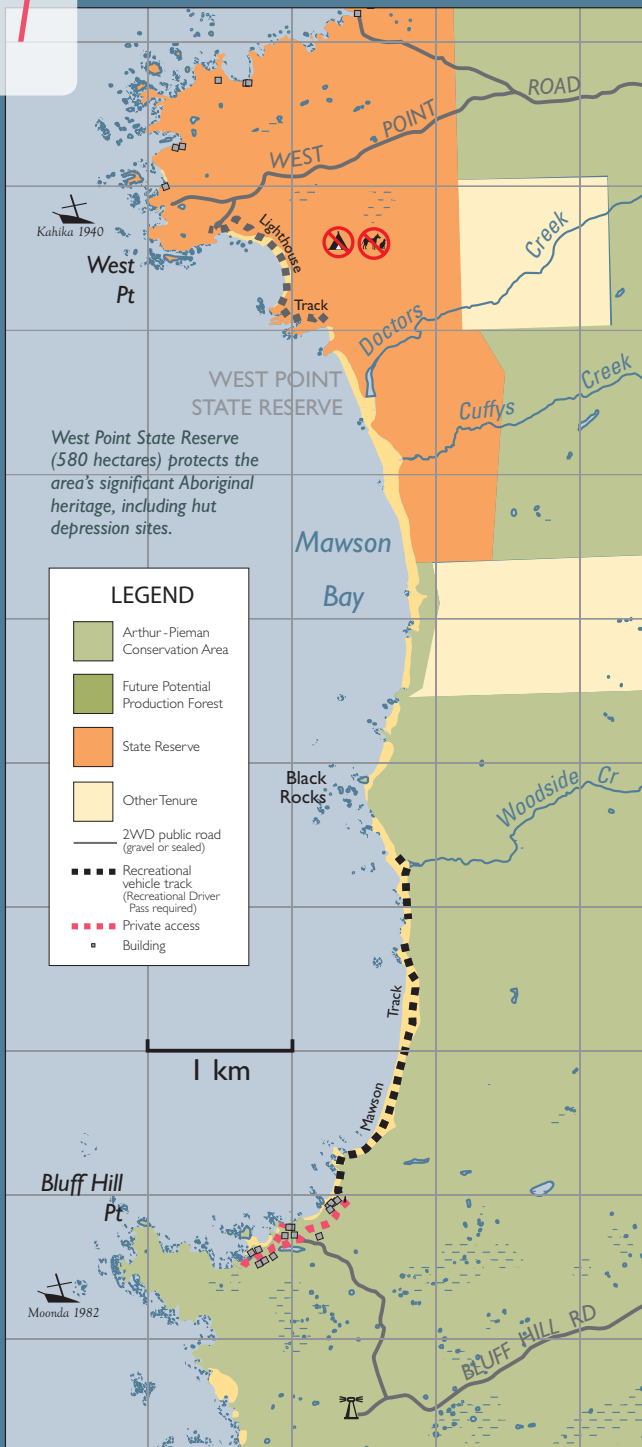 ROAD
POINT
WEST
Kahika 1940
West
Pt
Lighthouse
Track
Creek
Doctors
WEST POINT
STATE RESERVE
Creek
Cuffys
West Point State Reserve
(580 hectares) protects the
area's significant Aboriginal
heritage, including hut
depression sites.
Mawson
Bay
LEGEND
Arthur-Pieman
Conservation Area
Future Potential
Production Forest
State Reserve
Other Tenure
2WD public road
(gravel or sealed)
Recreational
vehicle track
(Recreational Driver
Pass required)
Private access
Building
Black
Rocks
Woodside Cr
Track
1 km
Mawson
Bluff Hill
Pt
Moonda 1982
BLUFF HILL RD